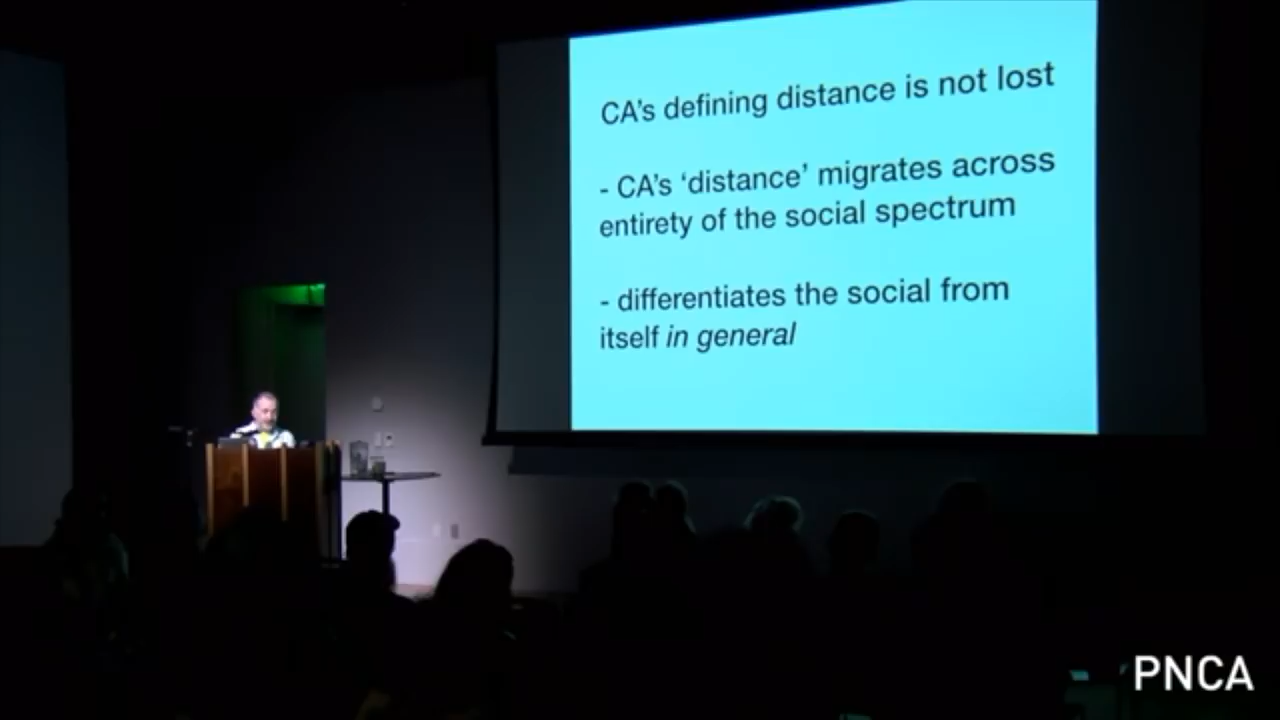 CA's defining distance is not lost
- CA's ‘distance’ migrates across
entirety of the social spectrum
- differentiates the social from
itself in general
PNCA